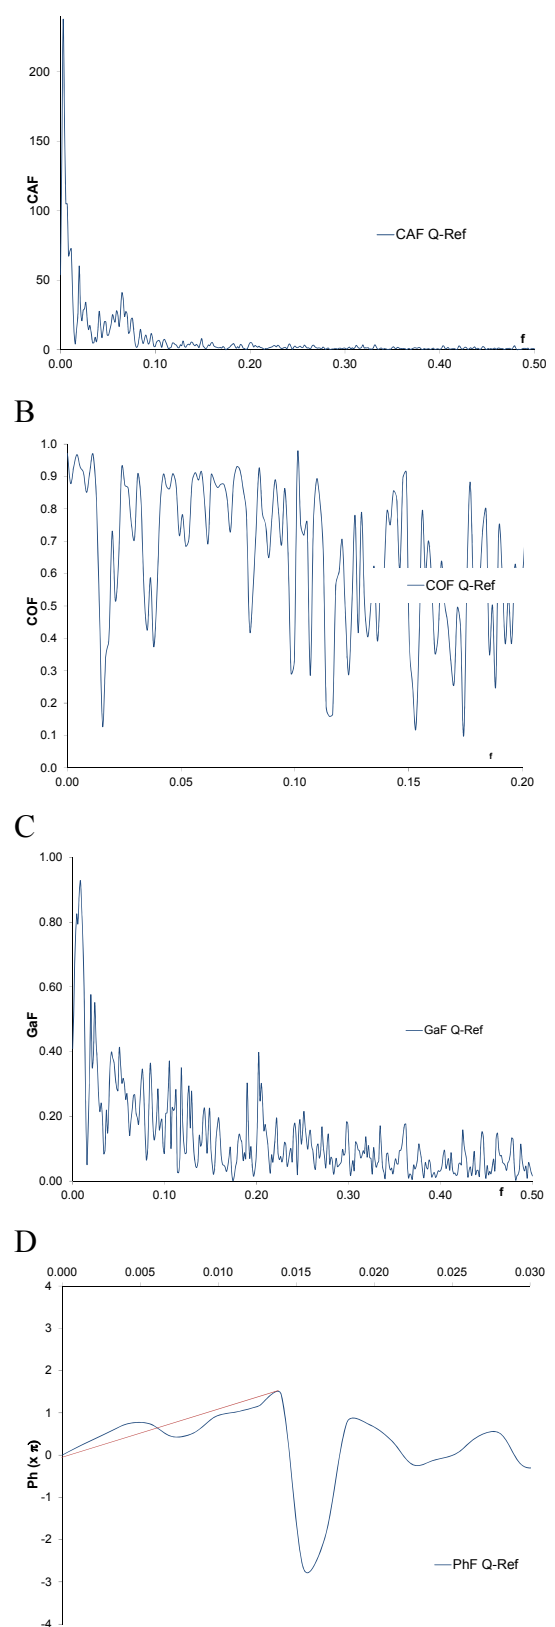 200
150
CAF
100
CAF Q-Ref
50
f
0
0.00 0.10 0.20 0.30 0.40 0.50
B
1.0
0.9
0.8
0.7
0.6
COF Q-Ref
COF
0.5
0.4
0.3
0.2
0.1
f
0.0
0.00 0.05 0.10 0.15 0.20
C
1.00
0.80
0.60
GaF
GaF Q-Ref
0.40
0.20
0.00
0.00 0.10 0.20 0.30 0.40 f 0.50
D
0.000 0.005 0.010 0.015 0.020 0.025 0.030
4
3
2
1
0
Ph (x π)
-1
-2
PhF Q-Ref
-3
-4